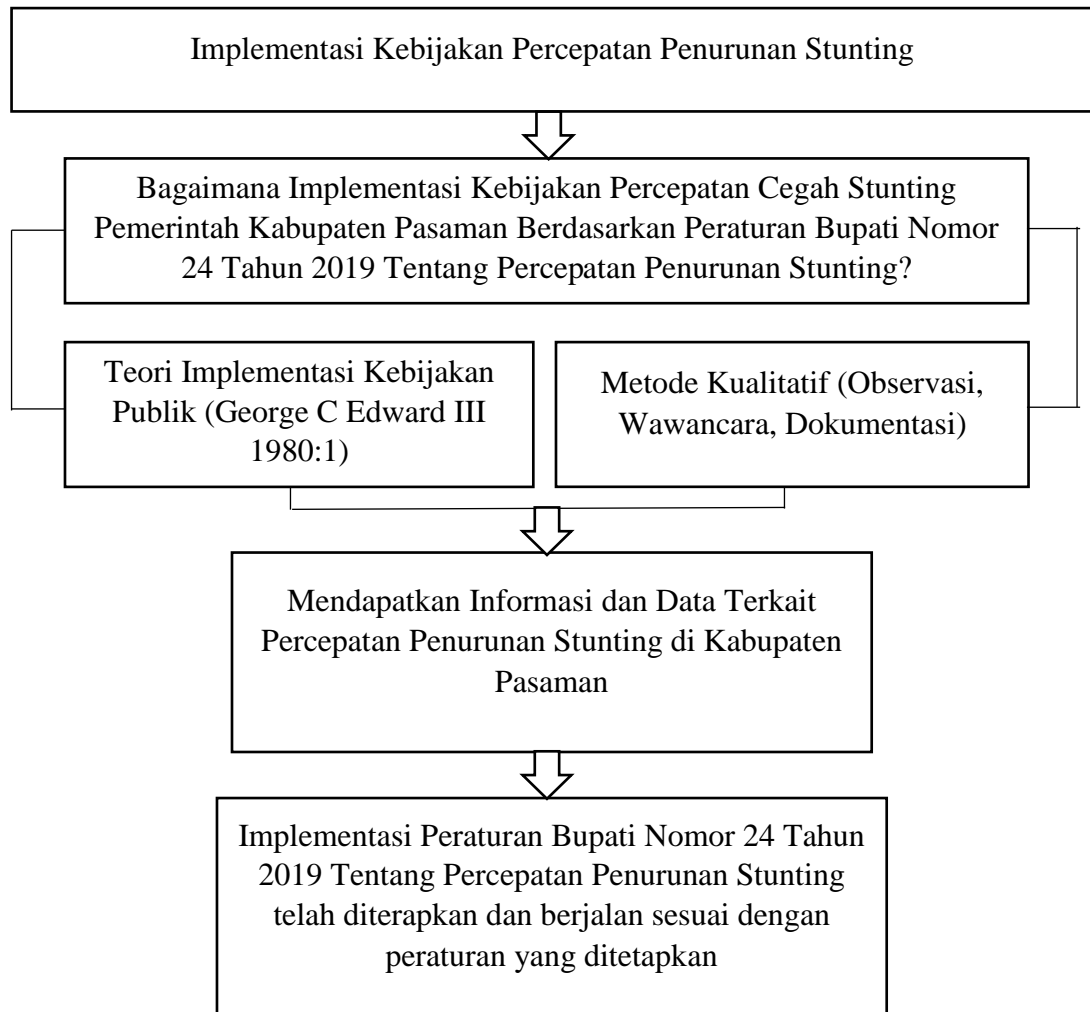 Implementasi Kebijakan Percepatan Penurunan Stunting
Bagaimana Implementasi Kebijakan Percepatan Cegah Stunting
Pemerintah Kabupaten Pasaman Berdasarkan Peraturan Bupati Nomor
24 Tahun 2019 Tentang Percepatan Penurunan Stunting?
Teori Implementasi Kebijakan
Publik (George C Edward III
1980:1)
Metode Kualitatif (Observasi,
Wawancara, Dokumentasi)
Mendapatkan Informasi dan Data Terkait
Percepatan Penurunan Stunting di Kabupaten
Pasaman
Implementasi Peraturan Bupati Nomor 24 Tahun
2019 Tentang Percepatan Penurunan Stunting
telah diterapkan dan berjalan sesuai dengan
peraturan yang ditetapkan